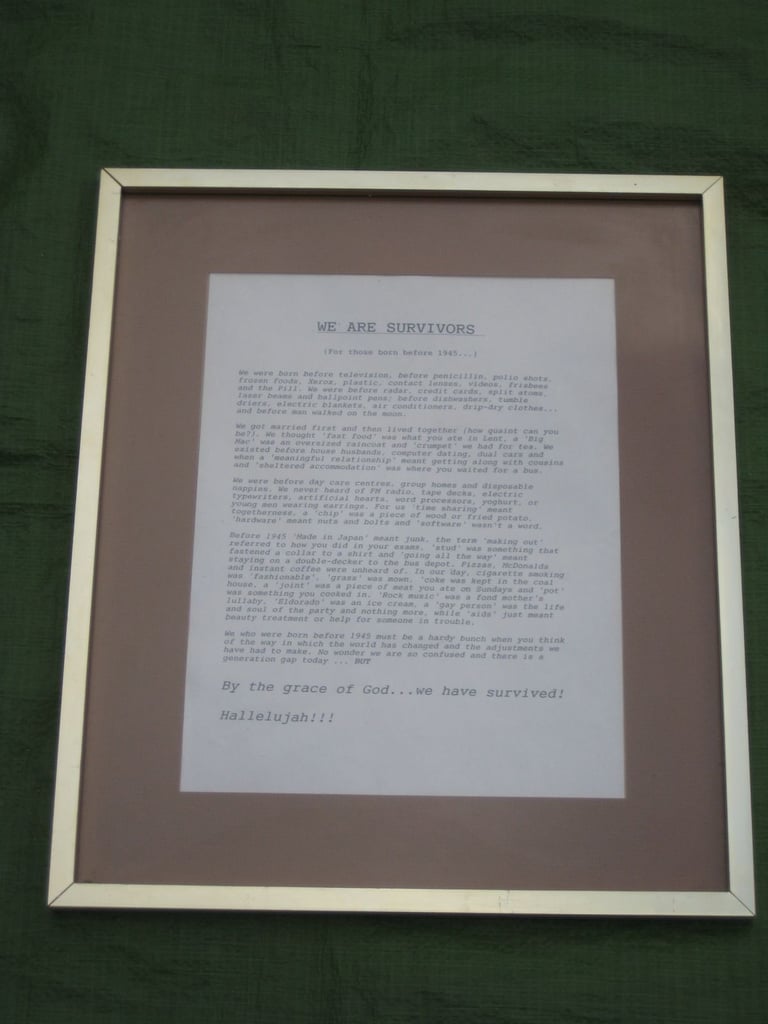 WE ARE SURVIVORS
(For those born before 1945...)
We were born before television, before penicillin, polio shots,
frozen foods, Xerox, plastic, contact lenses, videos, frisbees
and the Pill. We were before radar, credit cards, split atoms,
laser beams and ballpoint pens; before dishwashers, tumble
driers, electric blankets, air conditioners, drip-dry clothes...
and before man walked on the moon.
We got married first and then lived together (how quaint can you
be?). We thought 'fast food' was what you ate in Lent, a 'Big
Mac' was an oversized raincoat and 'crumpet' we had for tea. We
existed before house husbands, computer dating, dual cars and
when a 'meaningful relationship' meant getting along with cousins
and 'sheltered accommodation' was where you waited for a bus.
We were before day care centres, group homes and disposable
nappies. We never heard of FM radio, tape decks, electric
typewriters, artificial hearts, word processors, yoghurt, or
young men wearing earrings. For us 'time sharing' meant
togetherness, a 'chip' was a piece of wood or fried potato,
'hardware' meant nuts and bolts and 'software' wasn't a word.
Before 1945 'Made in Japan' meant junk, the term 'making out'
referred to how you did in your exams, 'stud' was something that
fastened a collar to a shirt and 'going all the way' meant
staying on a double-decker to the bus depot. Pizzas, McDonalds
and instant coffee were unheard of. In our day, cigarette smoking
was 'fashionable', 'grass' was mown, 'coke was kept in the coal
house, a 'joint' was a piece of meat you ate on Sundays and 'pot'
was something you cooked in. 'Rock music' was a fond mother's
lullaby, 'Eldorado' was an ice cream, a 'gay person' was the life
and soul of the party and nothing more, while 'aids' just meant
beauty treatment or help for someone in trouble.
We who were born before 1945 must be a hardy bunch when you think
of the way in which the world has changed and the adjustments we
have had to make. No wonder we are so confused and there is a
generation gap today ... BUT
By the grace of God...we have survived!
Hallelujah!!!